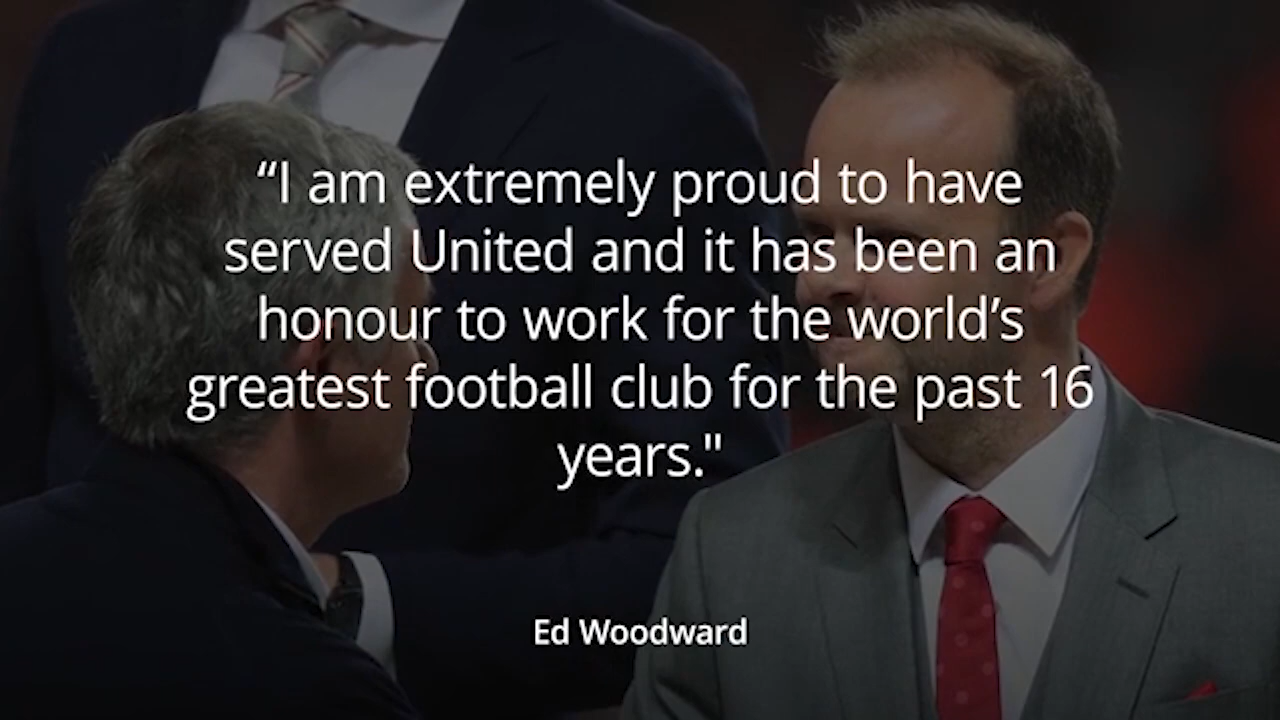 “I am extremely proud to have
served United and it has been an
honour to work for the world’s
greatest football club for the past 16
years."
Ed Woodward